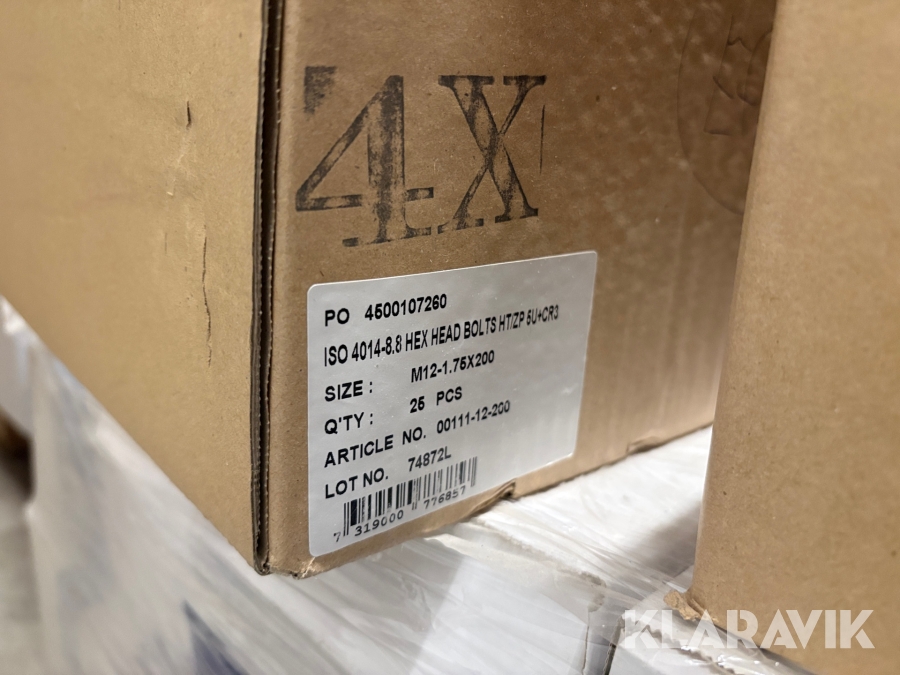 4X
PO 4500107260
ISO 4014-8.8 HEX HEAD BOLTS HT/ZP 5U+CR3
SIZE : M12-1.75X200
Q'TY : 25 PCS
ARTICLE NO. 00111-12-200
LOT NO. 74872L
7 319000 776857
KLARAVIK